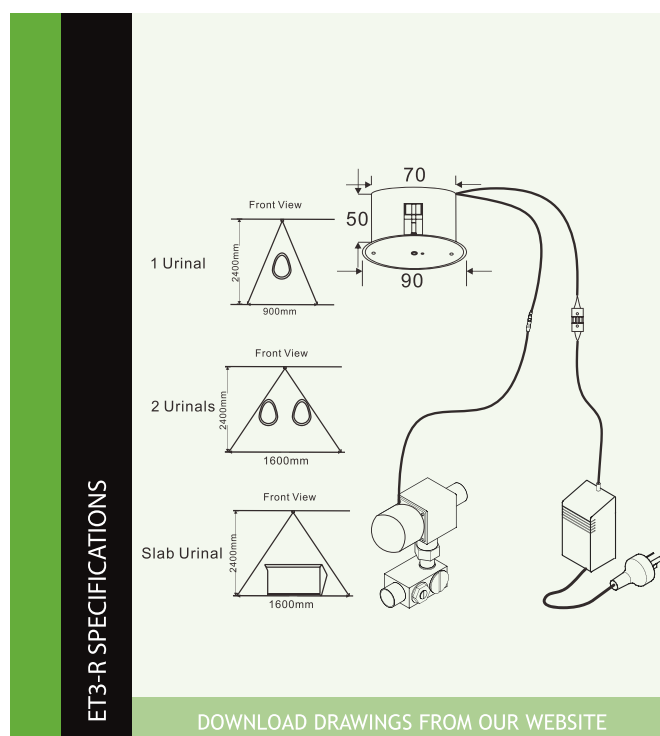 ET3-R SPECIFICATIONS
70
50
90
Front View
1 Urinal
2400mm
900mm
Front View
2 Urinals
2400mm
1600mm
Front View
Slab Urinal
2400mm
1600mm
DOWNLOAD DRAWINGS FROM OUR WEBSITE